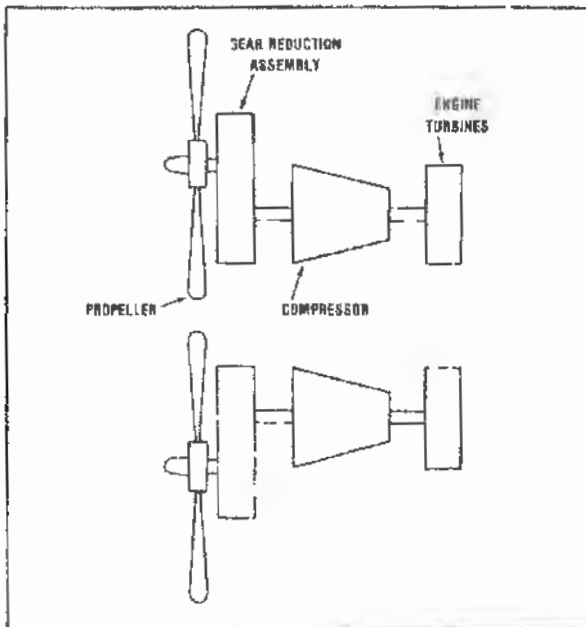 GEAR REDUCTION
ASSEMBLY
ENGINE
TURBINES
PROPELLER
COMPRESSOR